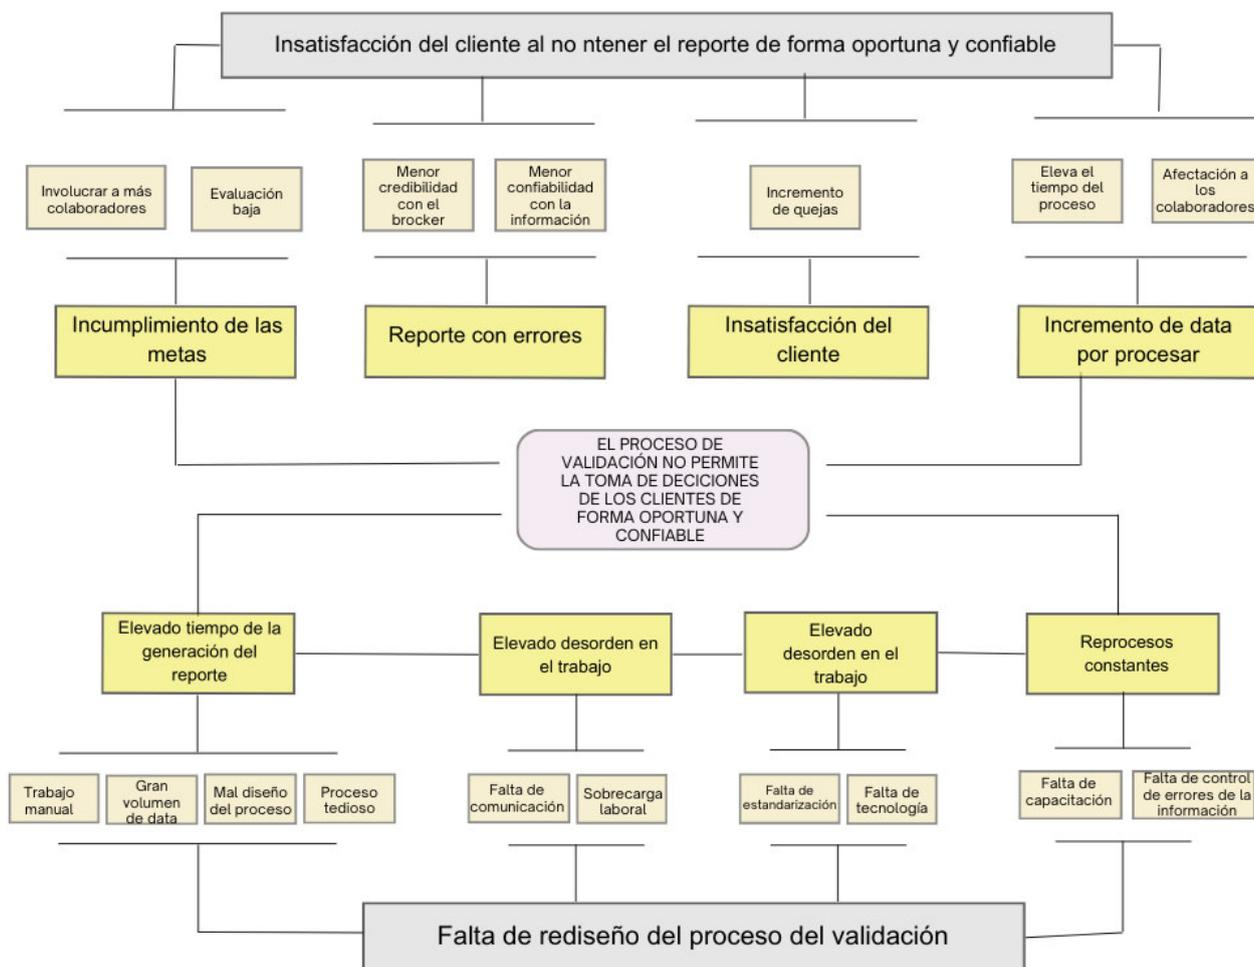 Insatisfacción del cliente al no ntener el reporte de forma oportuna y confiable
Involucrar a más
colaboradores
Evaluación
baja
Menor
credibilidad
con el
brocker
Menor
confiabilidad
con la
información
Incremento
de quejas
Eleva el
tiempo del
proceso
Afectación a
los
colaboradores
Incumplimiento de las
metas
Reporte con errores
Insatisfacción del
cliente
Incremento de data
por procesar
EL PROCESO DE
VALIDACIÓN NO PERMITE
LA TOMA DE DECICIONES
DE LOS CLIENTES DE
FORMA OPORTUNA Y
CONFIABLE
Elevado tiempo de la
generación del
reporte
Elevado desorden en
el trabajo
Elevado
desorden en el
trabajo
Reprocesos
constantes
Trabajo
manual
Gran
volumen
de data
Mal diseño
del proceso
Proceso
tedioso
Falta de
comunicación
Sobrecarga
laboral
Falta de
estandarización
Falta de
tecnología
Falta de
capacitación
Falta de control
de errores de la
información
Falta de rediseño del proceso del validación